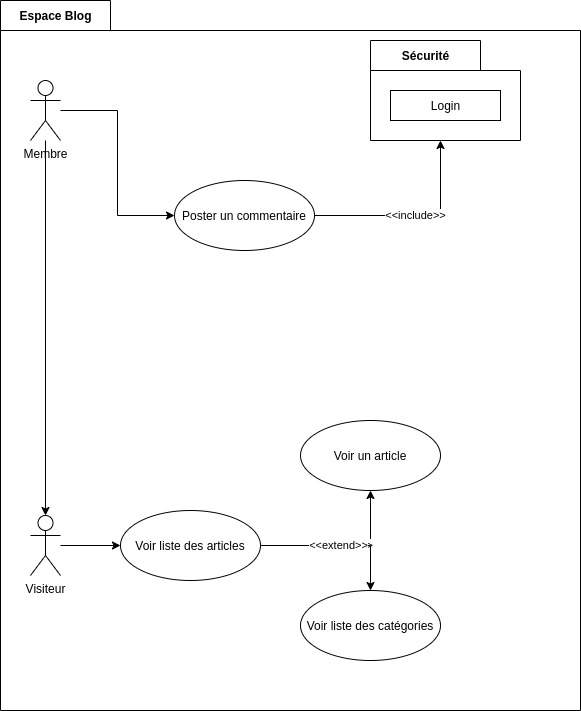 Espace Blog
Sécurité
Login
Membre
Poster un commentaire
<<include>>
Voir un article
Voir liste des articles
<<extend>>
Visiteur
Voir liste des catégories